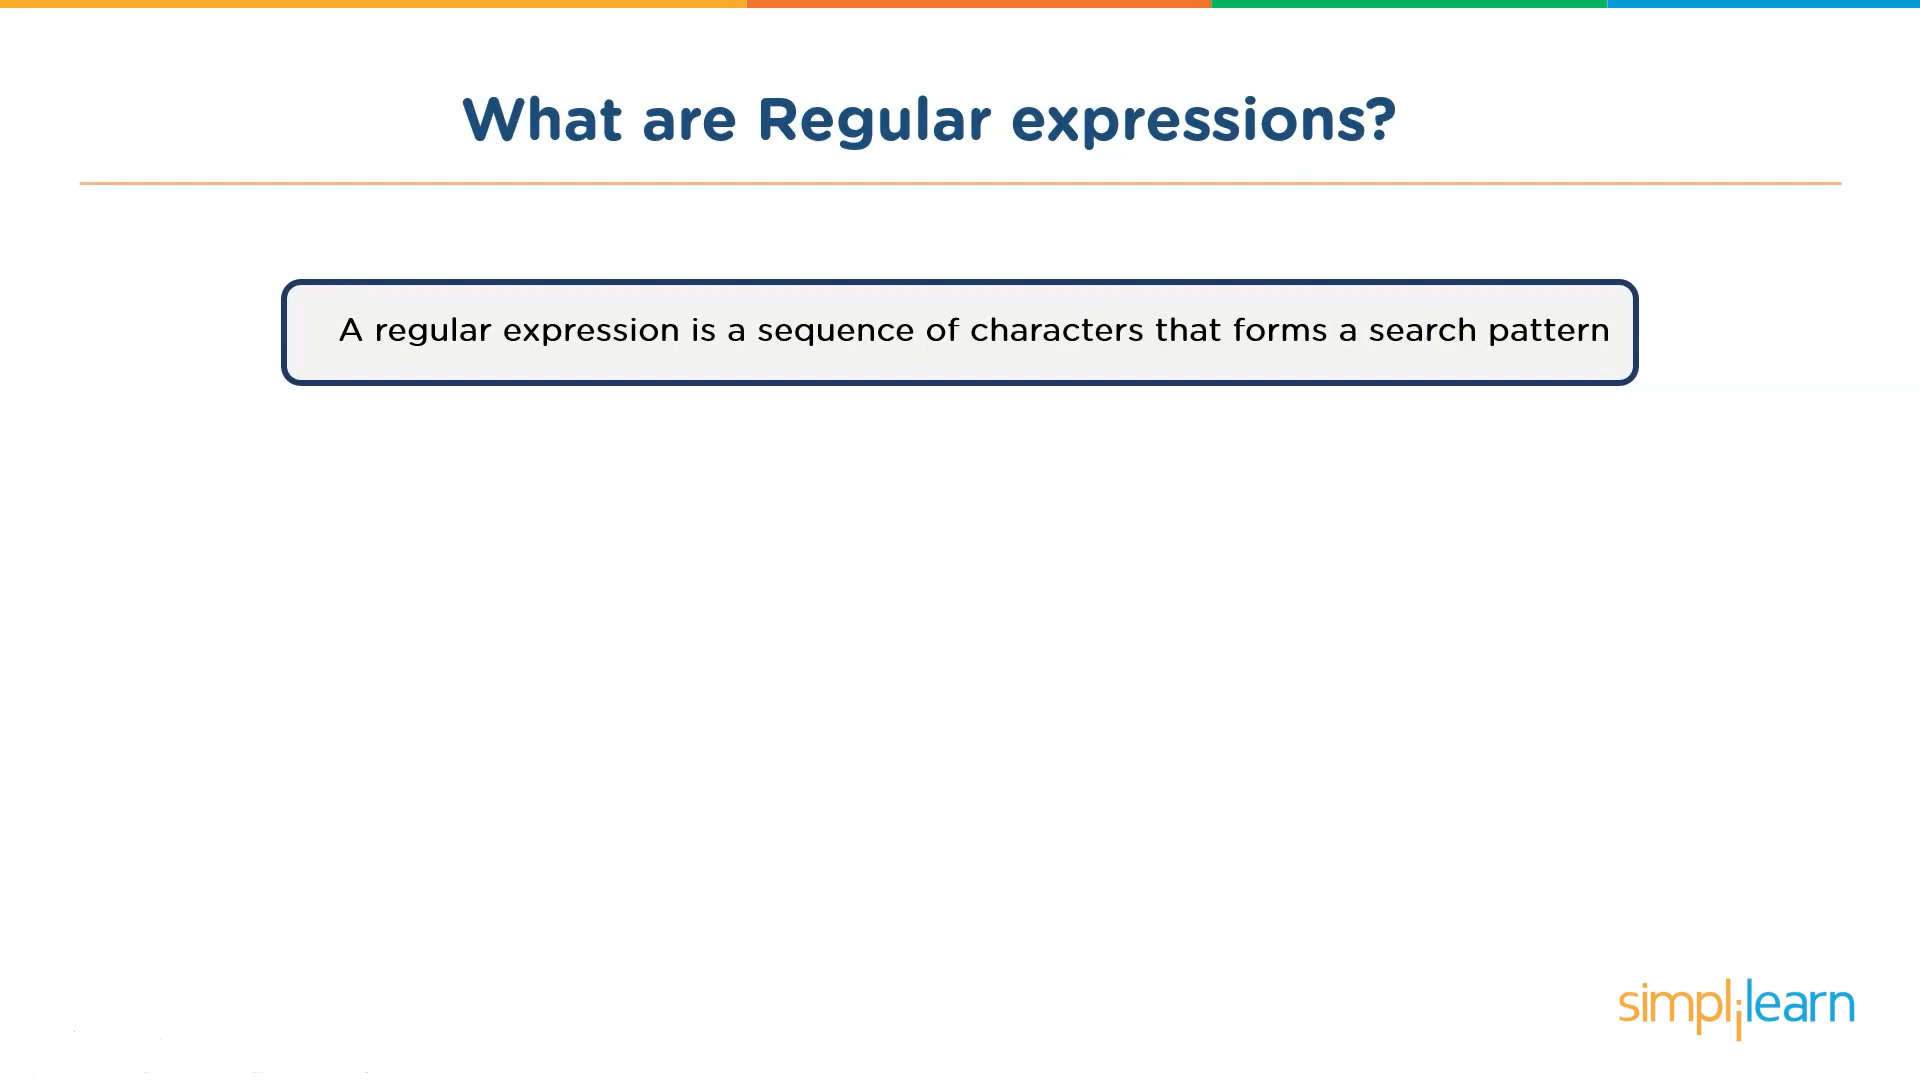 What are Regular expressions?
A regular expression is a sequence of characters that forms a search pattern
simplilearn